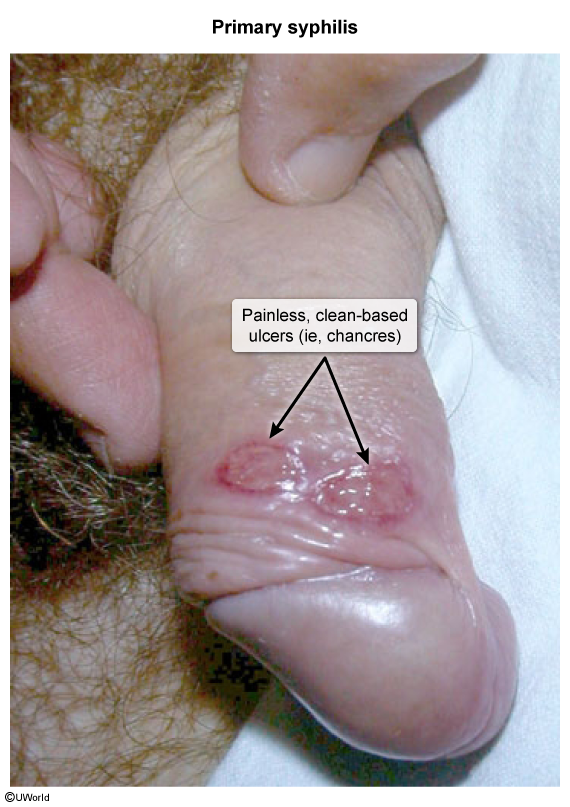 Primary syphilis
Painless, clean-based
ulcers (ie, chancres)
©UWorld